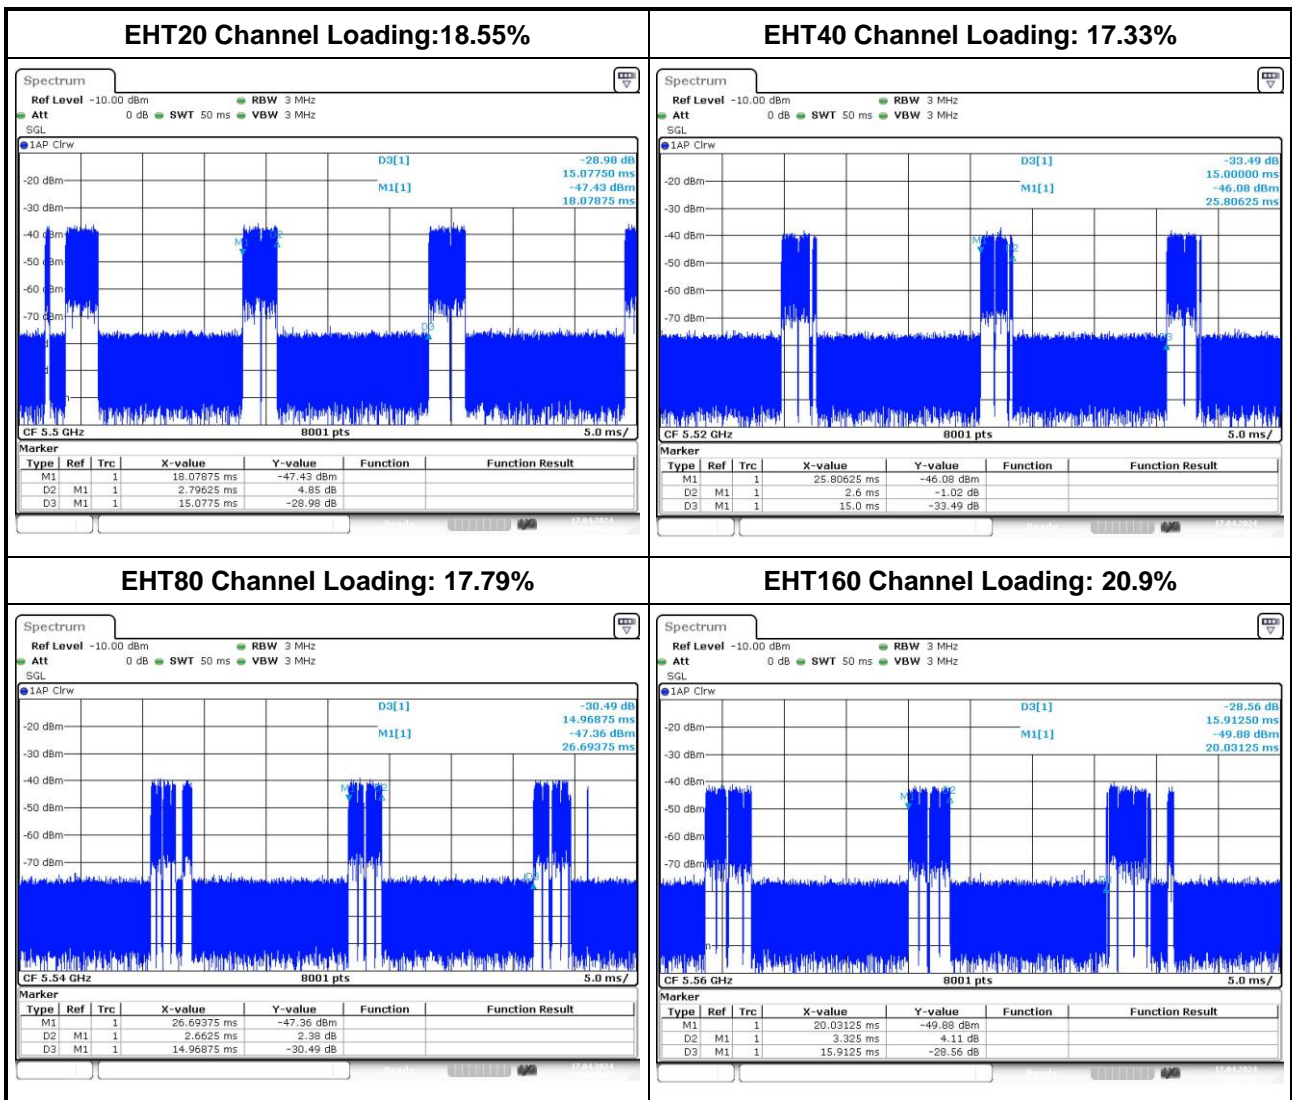 EHT20 Channel Loading:18.55%
EHT40 Channel Loading: 17.33%
Spectrum
Ref Level -10.00 dBm RBW 3 MHz
Att 0 dB SWT 50 ms VBW 3 MHz
SGL
1AP Clrw
D3[1] -28.98 dB
15.07750 ms
M1[1] -47.43 dBm
18.07875 ms
-20 dBm
-30 dBm
-40 dBm
-50 dBm
-60 dBm
-70 dBm
M1
D2
D3
CF 5.5 GHz 8001 pts 5.0 ms/
Marker
Type Ref Trc X-value Y-value Function Function Result
M1 1 18.07875 ms -47.43 dBm
D2 M1 1 2.79625 ms 4.85 dB
D3 M1 1 15.0775 ms -28.98 dB
Spectrum
Ref Level -10.00 dBm RBW 3 MHz
Att 0 dB SWT 50 ms VBW 3 MHz
SGL
1AP Clrw
D3[1] -33.49 dB
15.00000 ms
M1[1] -46.08 dBm
25.80625 ms
-20 dBm
-30 dBm
-40 dBm
-50 dBm
-60 dBm
-70 dBm
M1
D2
D3
CF 5.52 GHz 8001 pts 5.0 ms/
Marker
Type Ref Trc X-value Y-value Function Function Result
M1 1 25.80625 ms -46.08 dBm
D2 M1 1 2.6 ms -1.02 dB
D3 M1 1 15.0 ms -33.49 dB
EHT80 Channel Loading: 17.79%
EHT160 Channel Loading: 20.9%
Spectrum
Ref Level -10.00 dBm RBW 3 MHz
Att 0 dB SWT 50 ms VBW 3 MHz
SGL
1AP Clrw
D3[1] -30.49 dB
14.96875 ms
M1[1] -47.36 dBm
26.69375 ms
-20 dBm
-30 dBm
-40 dBm
-50 dBm
-60 dBm
-70 dBm
M1
D2
D3
CF 5.54 GHz 8001 pts 5.0 ms/
Marker
Type Ref Trc X-value Y-value Function Function Result
M1 1 26.69375 ms -47.36 dBm
D2 M1 1 2.6625 ms 2.38 dB
D3 M1 1 14.96875 ms -30.49 dB
Spectrum
Ref Level -10.00 dBm RBW 3 MHz
Att 0 dB SWT 50 ms VBW 3 MHz
SGL
1AP Clrw
D3[1] -28.56 dB
15.91250 ms
M1[1] -49.88 dBm
20.03125 ms
-20 dBm
-30 dBm
-40 dBm
-50 dBm
-60 dBm
-70 dBm
M1
D2
D3
CF 5.56 GHz 8001 pts 5.0 ms/
Marker
Type Ref Trc X-value Y-value Function Function Result
M1 1 20.03125 ms -49.88 dBm
D2 M1 1 3.325 ms 4.11 dB
D3 M1 1 15.9125 ms -28.56 dB